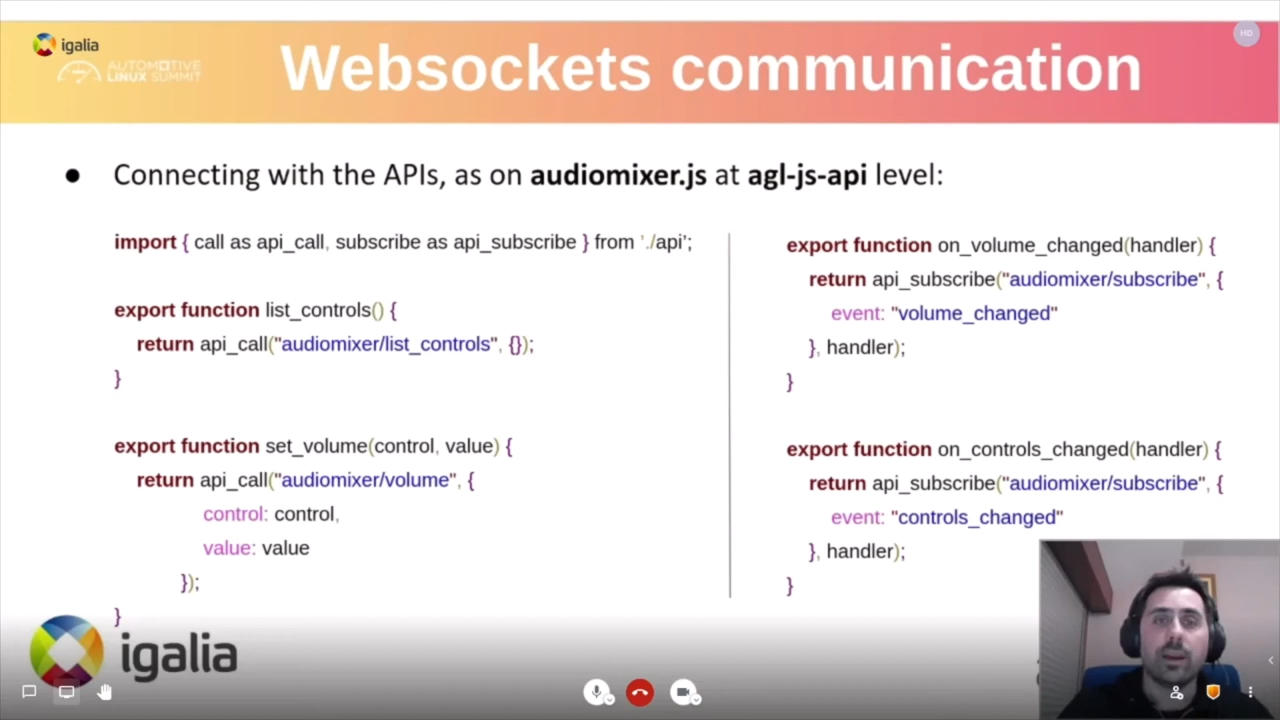 igalia
AUTOMOTIVE
LINUX SUMMIT
Websockets communication
HD
● Connecting with the APIs, as on audiomixer.js at agl-js-api level:
import { call as api_call, subscribe as api_subscribe } from './api';
export function list_controls() {
return api_call("audiomixer/list_controls", {});
}
export function set_volume(control, value) {
return api_call("audiomixer/volume", {
control: control,
value: value
});
}
export function on_volume_changed(handler) {
return api_subscribe("audiomixer/subscribe", {
event: "volume_changed"
}, handler);
}
export function on_controls_changed(handler) {
return api_subscribe("audiomixer/subscribe", {
event: "controls_changed"
}, handler);
}
igalia